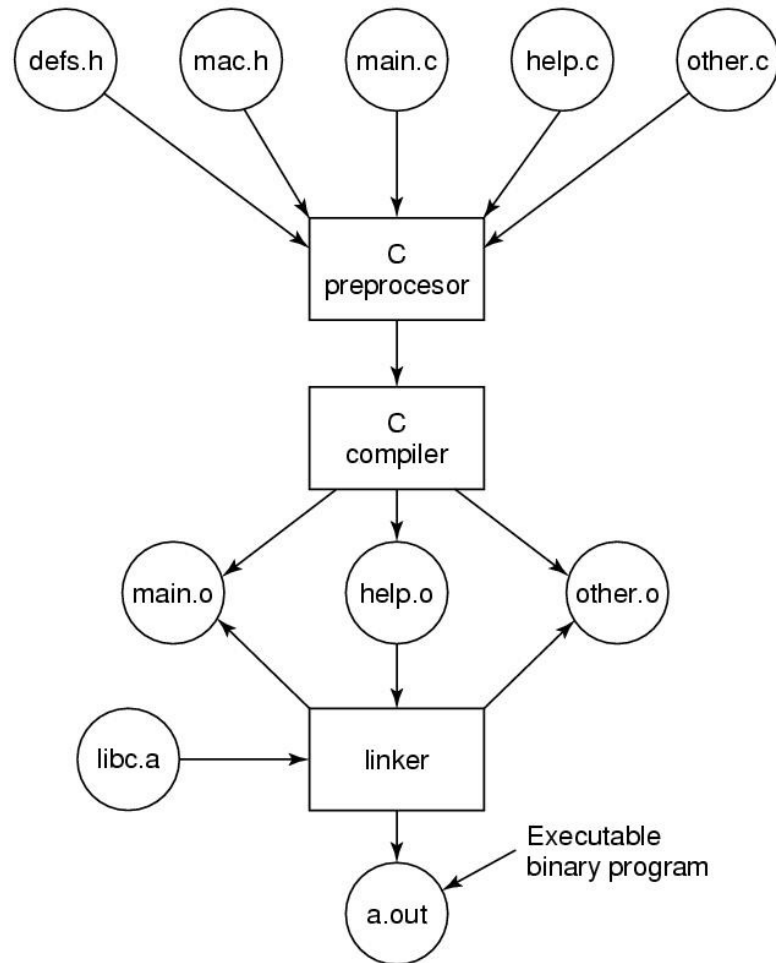 defs.h
mac.h
main.c
help.c
other.c
C
preprocesor
C
compiler
main.o
help.o
other.o
libc.a
linker
Executable
binary program
a.out